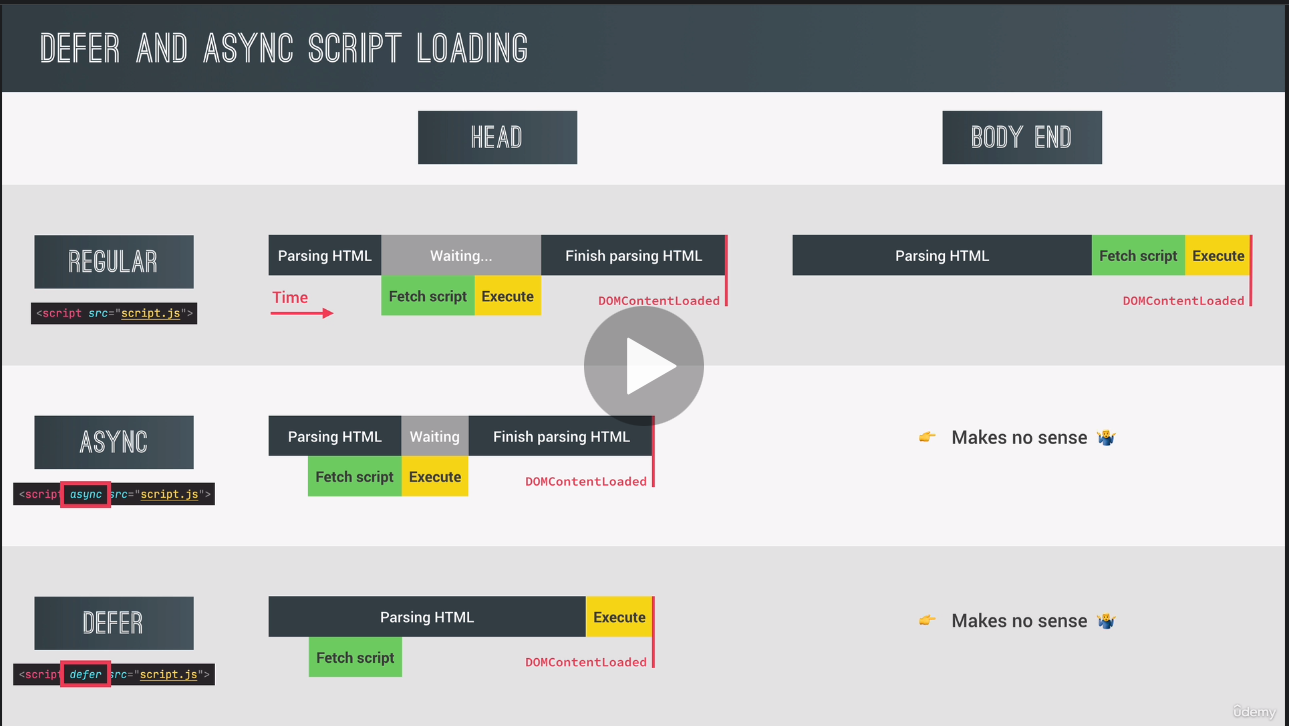 DEFER AND ASYNC SCRIPT LOADING
HEAD
BODY END
REGULAR
<script src="script.js">
Parsing HTML
Waiting...
Finish parsing HTML
Fetch script
Execute
Time
DOMContentLoaded
Parsing HTML
Fetch script
Execute
DOMContentLoaded
ASYNC
<script async src="script.js">
Parsing HTML
Waiting
Finish parsing HTML
Fetch script
Execute
DOMContentLoaded
👉 Makes no sense 🤷‍♂️
DEFER
<script defer src="script.js">
Parsing HTML
Execute
Fetch script
DOMContentLoaded
👉 Makes no sense 🤷‍♂️
ûdemy